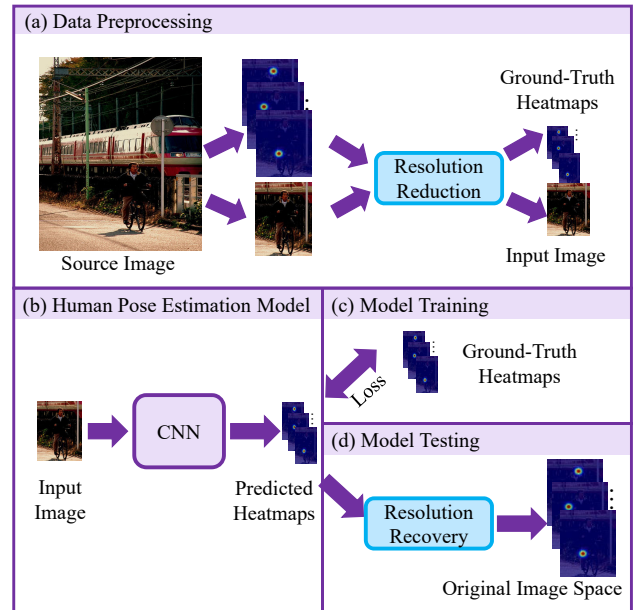 (a) Data Preprocessing
Ground-Truth
Heatmaps
Resolution
Reduction
Source Image
Input Image
(b) Human Pose Estimation Model
CNN
Input
Image
Predicted
Heatmaps
(c) Model Training
Loss
Ground-Truth
Heatmaps
(d) Model Testing
Resolution
Recovery
Original Image Space